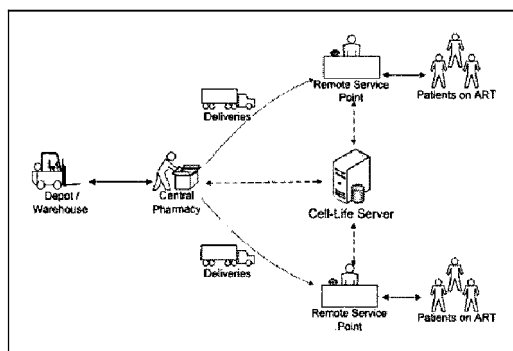 Remote Service
Point
Patients on ART
Deliveries
Depot /
Warehouse
Central
Pharmacy
Cell-Life Server
Deliveries
Remote Service
Point
Patients on ART